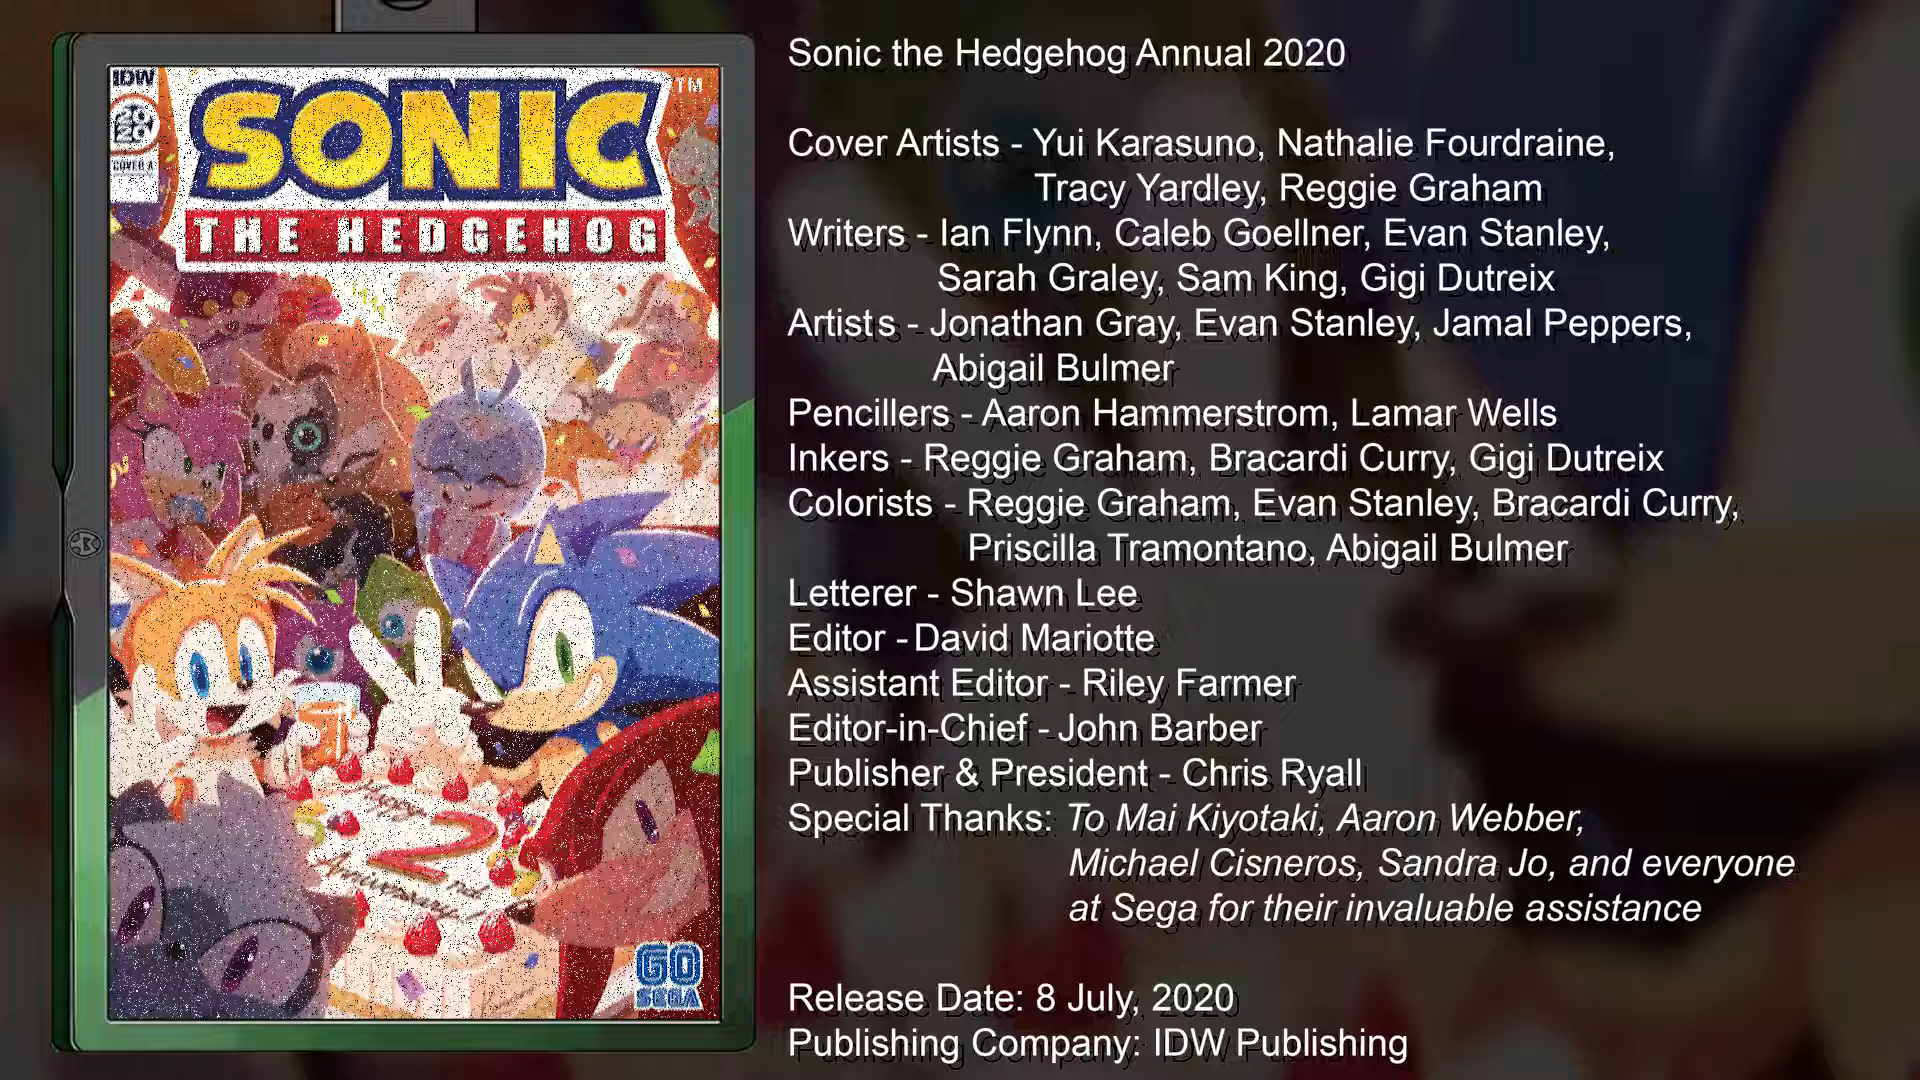 IDW
2020
COVER A
SONIC
TM
THE HEDGEHOG
Happy
2nd
Anniversary!
GO
SEGA
Sonic the Hedgehog Annual 2020
Cover Artists - Yui Karasuno, Nathalie Fourdraine,
Tracy Yardley, Reggie Graham
Writers - Ian Flynn, Caleb Goellner, Evan Stanley,
Sarah Graley, Sam King, Gigi Dutreix
Artists - Jonathan Gray, Evan Stanley, Jamal Peppers,
Abigail Bulmer
Pencillers - Aaron Hammerstrom, Lamar Wells
Inkers - Reggie Graham, Bracardi Curry, Gigi Dutreix
Colorists - Reggie Graham, Evan Stanley, Bracardi Curry,
Priscilla Tramontano, Abigail Bulmer
Letterer - Shawn Lee
Editor - David Mariotte
Assistant Editor - Riley Farmer
Editor-in-Chief - John Barber
Publisher & President - Chris Ryall
Special Thanks: To Mai Kiyotaki, Aaron Webber,
Michael Cisneros, Sandra Jo, and everyone
at Sega for their invaluable assistance
Release Date: 8 July, 2020
Publishing Company: IDW Publishing